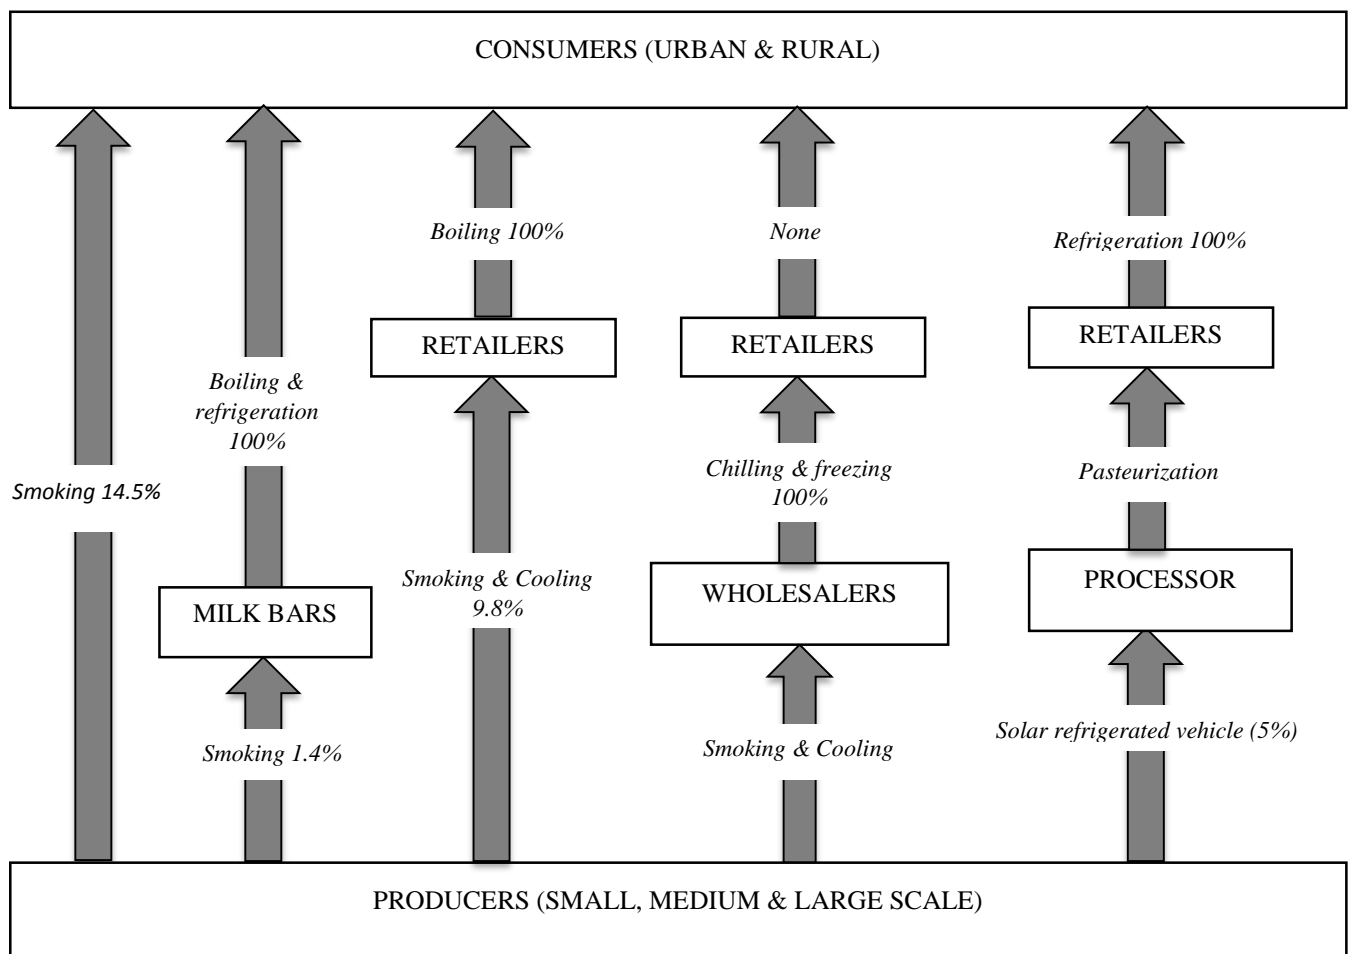 CONSUMERS (URBAN & RURAL)
Boiling 100%
None
Refrigeration 100%
RETAILERS
RETAILERS
RETAILERS
Boiling &
refrigeration
100%
Smoking 14.5%
Chilling & freezing
100%
Pasteurization
Smoking & Cooling
9.8%
MILK BARS
WHOLESALERS
PROCESSOR
Smoking 1.4%
Smoking & Cooling
Solar refrigerated vehicle (5%)
PRODUCERS (SMALL, MEDIUM & LARGE SCALE)